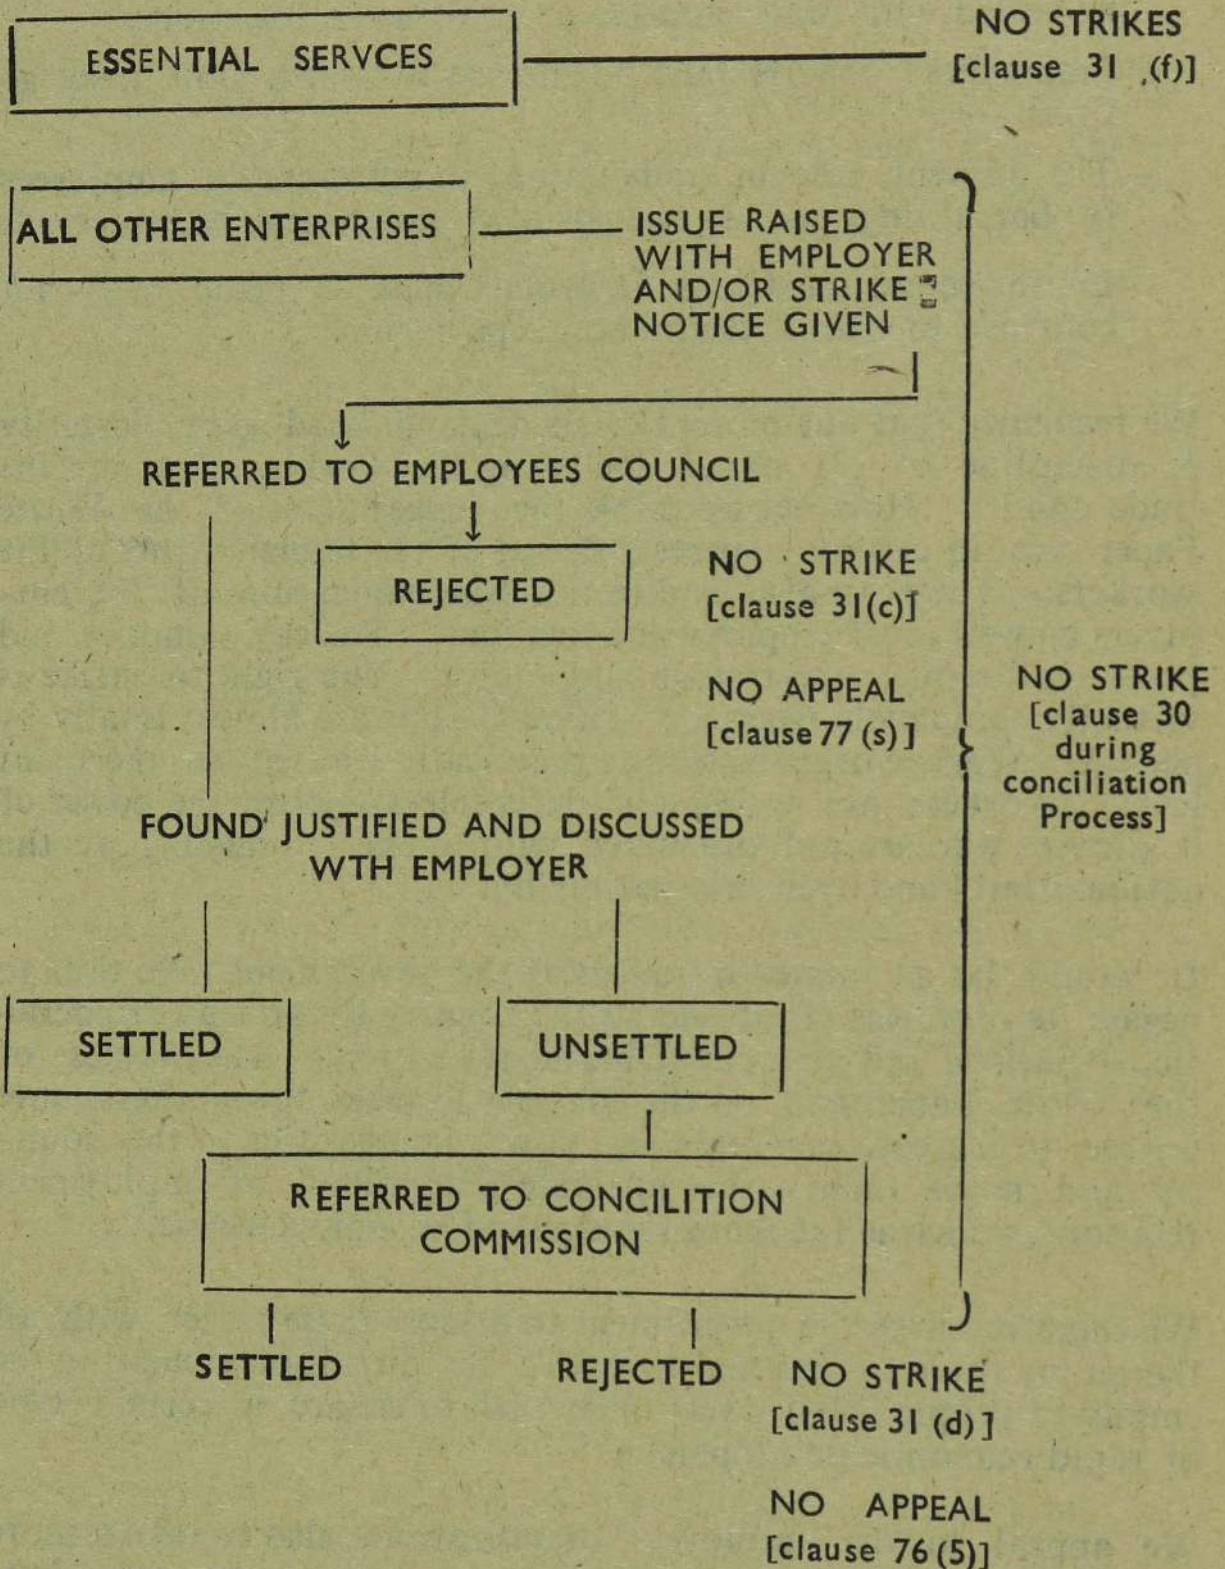 ESSENTIAL SERVCES
NO STRIKES
[clause 31 (f)]
ALL OTHER ENTERPRISES
ISSUE RAISED
WITH EMPLOYER
AND/OR STRIKE
NOTICE GIVEN
REFERRED TO EMPLOYEES COUNCIL
REJECTED
NO STRIKE
[clause 31(c)]
NO APPEAL
[clause 77 (s)]
NO STRIKE
[clause 30
during
conciliation
Process]
FOUND JUSTIFIED AND DISCUSSED
WTH EMPLOYER
SETTLED
UNSETTLED
REFERRED TO CONCILITION
COMMISSION
SETTLED
REJECTED
NO STRIKE
[clause 31 (d)]
NO APPEAL
[clause 76 (5)]